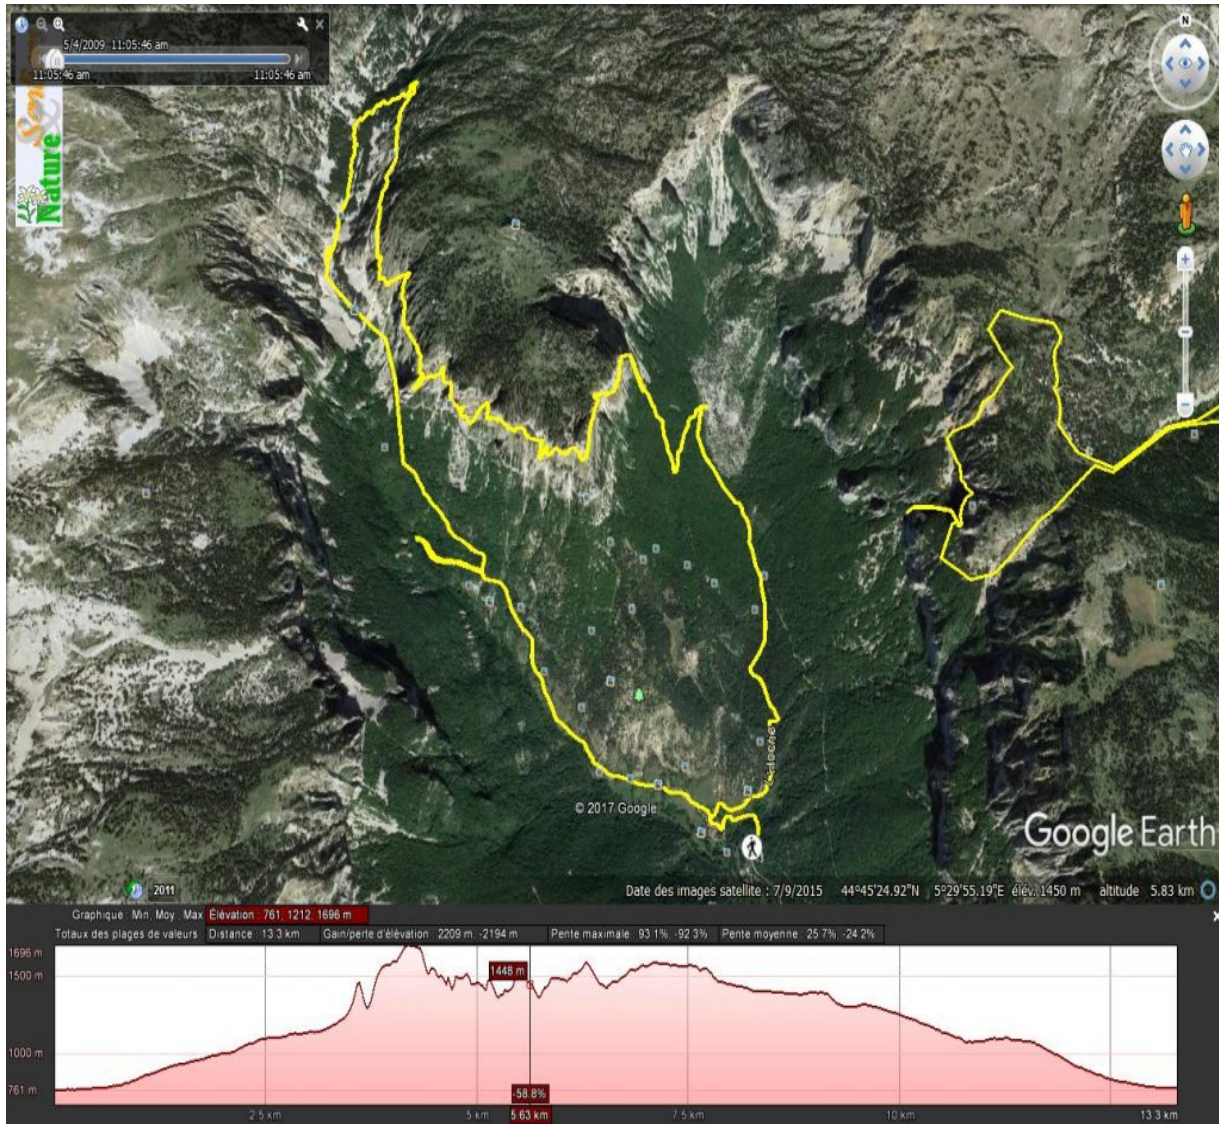 5/4/2009 11:05:46 am
11:05:46 am 11:05:46 am
Nature
N
© 2017 Google
Google Earth
2011
Date des images satellite : 7/9/2015 44°45'24.92"N 5°29'55.19"E élév. 1450 m altitude 5.83 km
Graphique : Min, Moy , Max Élévation : 761, 1212, 1696 m
Totaux des plages de valeurs Distance : 13.3 km Gain/perte d'élévation : 2209 m, -2194 m Pente maximale : 93.1%, -92.3% Pente moyenne : 25.7%, -24.2%
1696 m
1500 m
1448 m
1000 m
761 m
-58.8%
2.5 km 5 km 5.63 km 7.5 km 10 km 13.3 km